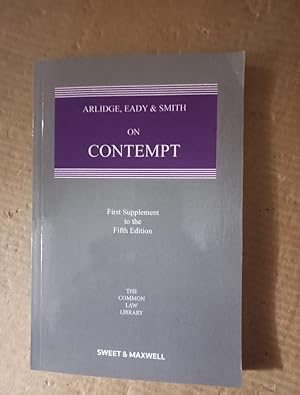 ARLIDGE, EADY & SMITH
ON
CONTEMPT
First Supplement
to the
Fifth Edition
THE
COMMON
LAW
LIBRARY
SWEET & MAXWELL